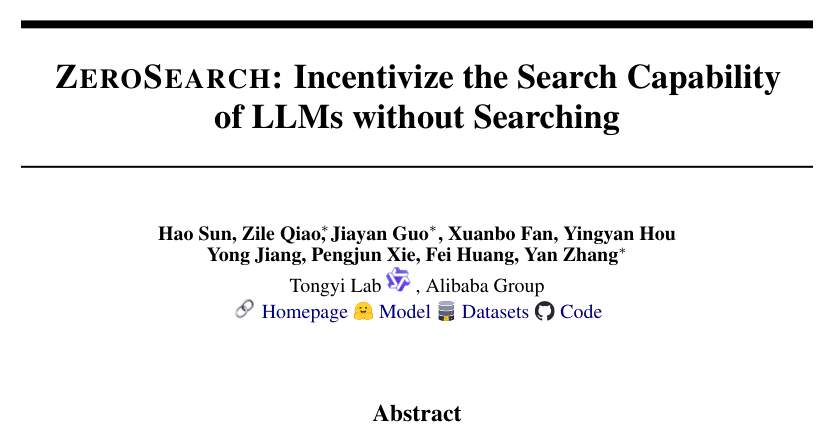 ZEROSEARCH: Incentivize the Search Capability
of LLMs without Searching
Hao Sun, Zile Qiao*, Jiayan Guo*, Xuanbo Fan, Yingyan Hou
Yong Jiang, Pengjun Xie, Fei Huang, Yan Zhang*
Tongyi Lab , Alibaba Group
Homepage Model Datasets Code
Abstract